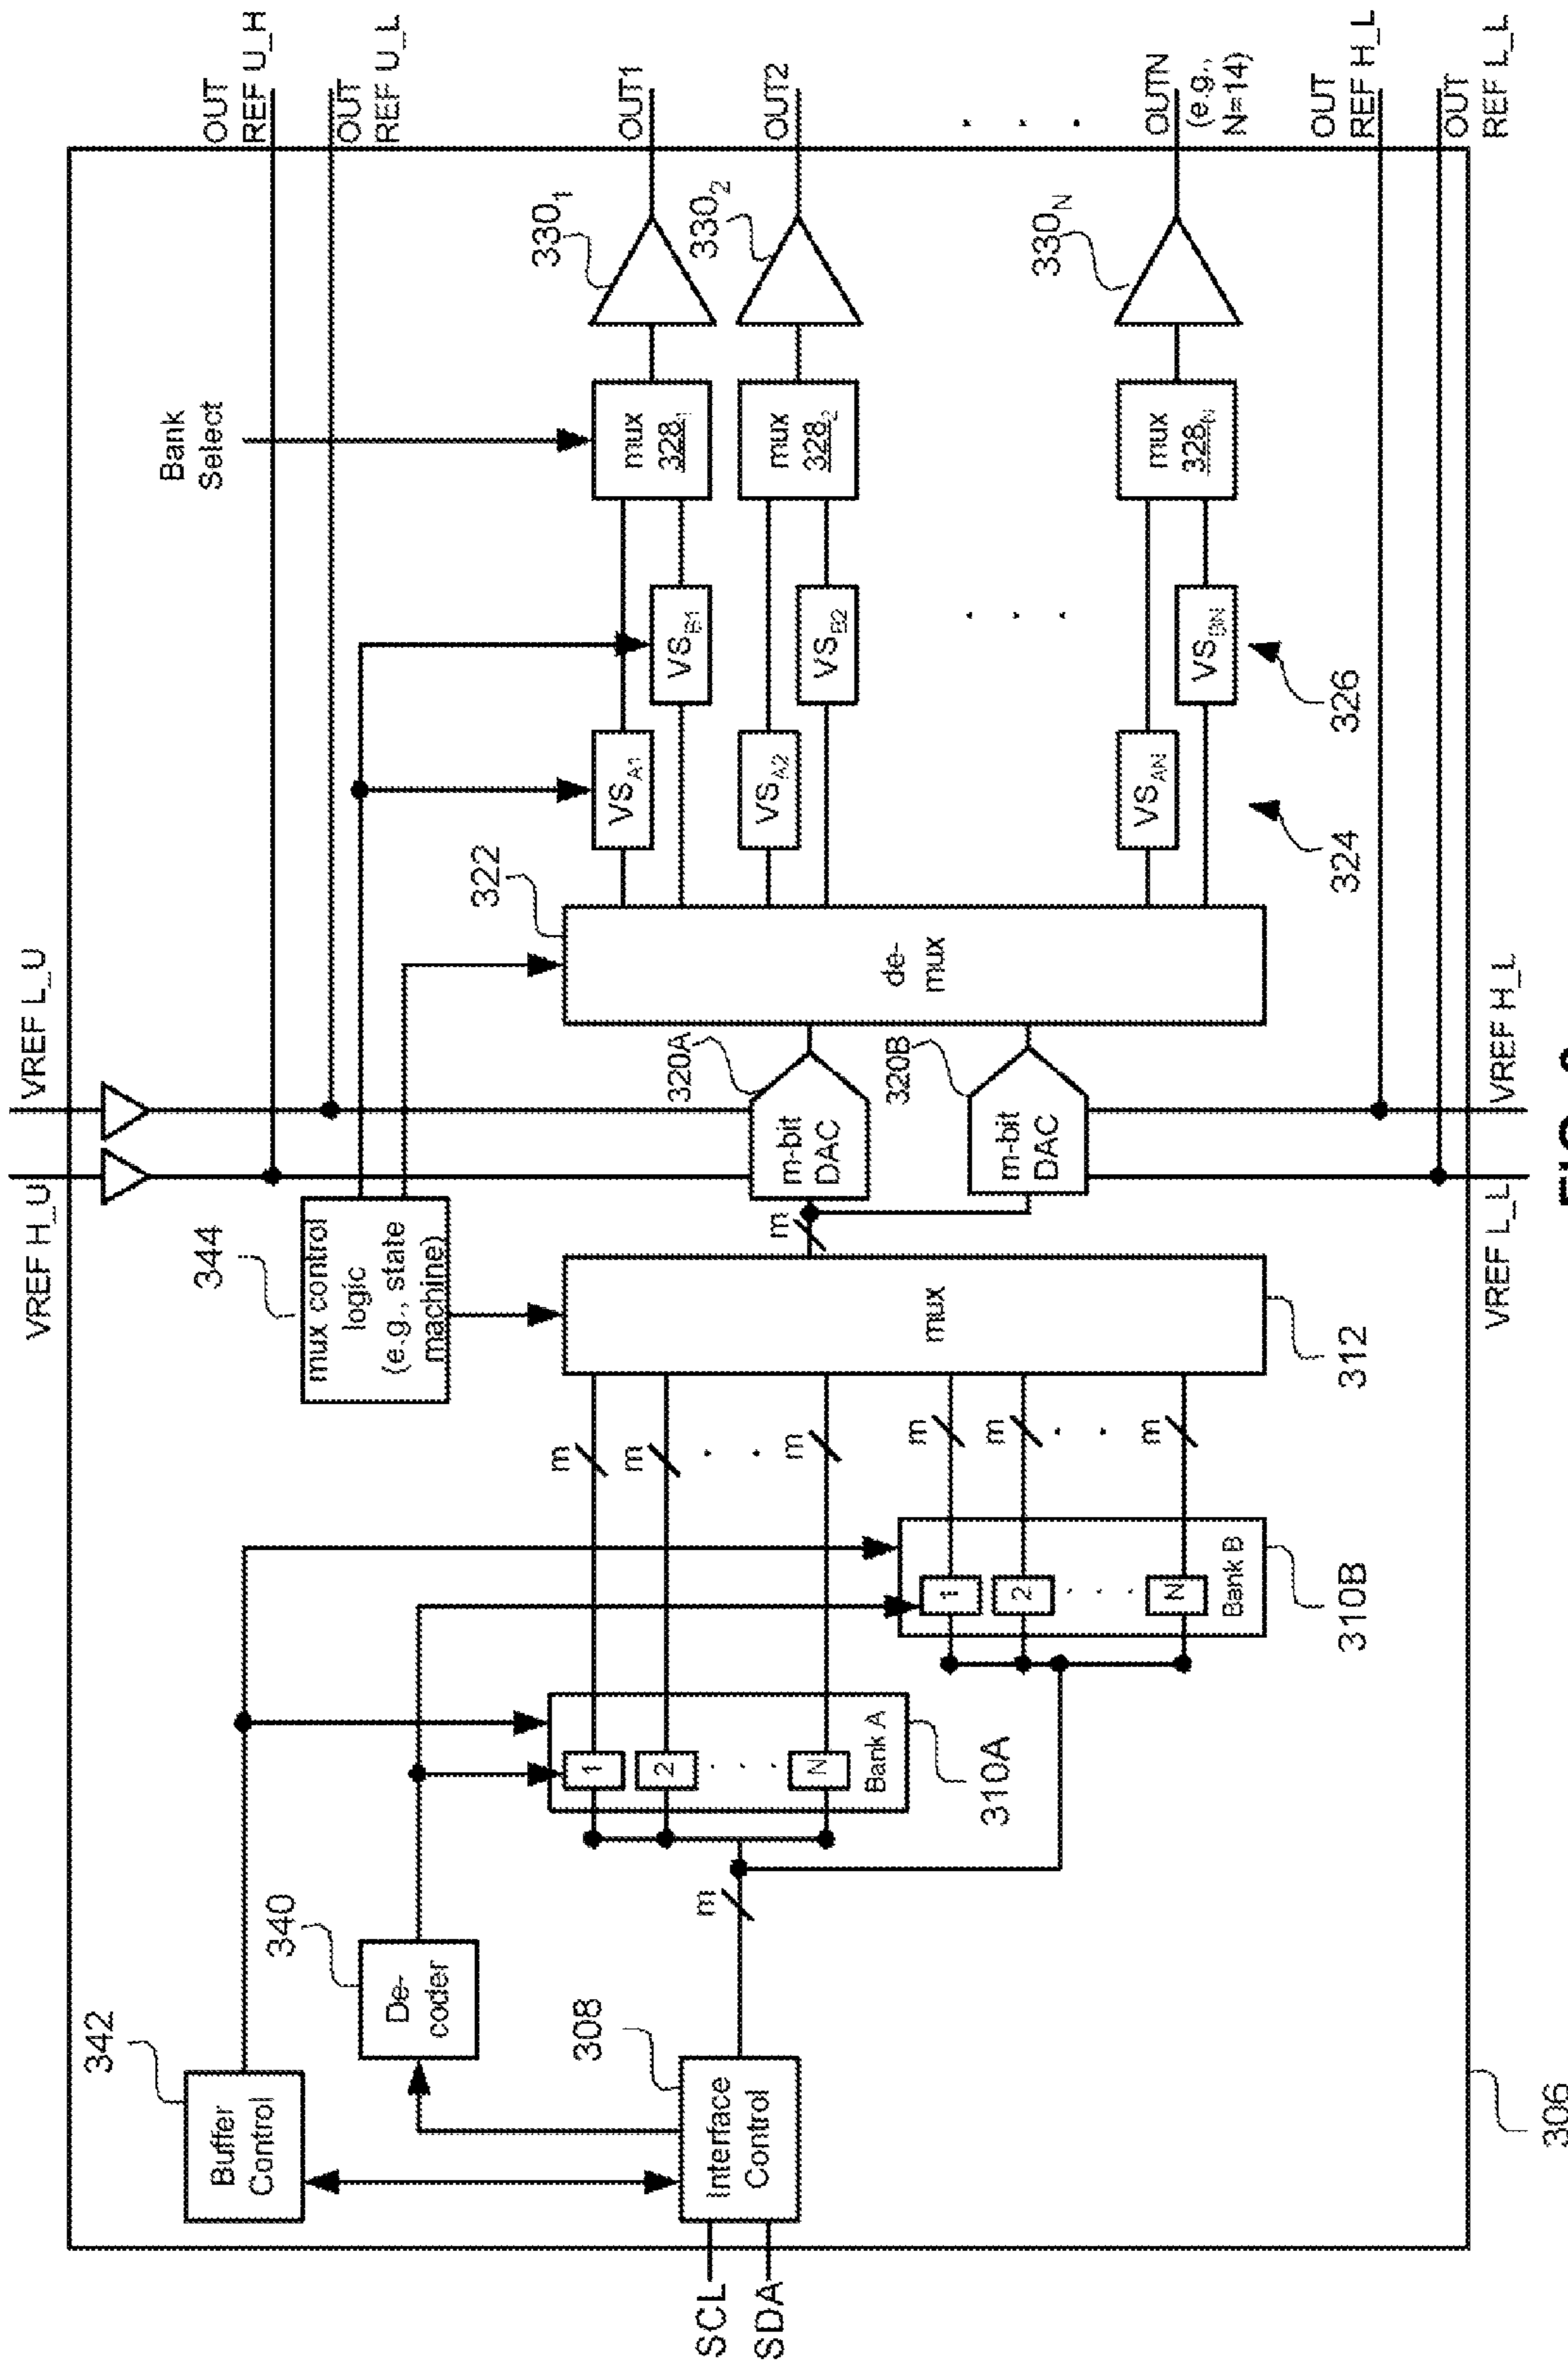 VREF H_U
VREF L_U
OUT
REF U_H
OUT
REF U_L
Bank
Select
342
Buffer
Control
340
De-
coder
344
mux control
logic
(e.g., state
machine)
308
Interface
Control
SCL
SDA
m
1
2
N
Bank A
310A
1
2
N
Bank B
310B
m
m
m
m
m
m
mux
312
m
m-bit
DAC
320A
m-bit
DAC
320B
de-
mux
322
VSA1
VSB1
VSA2
VSB2
VSAN
VSBN
324
326
mux
3281
mux
3282
mux
328N
3301
3302
330N
OUT1
OUT2
OUTN
(e.g.,
N=14)
OUT
REF H_L
OUT
REF L_L
VREF L_L
VREF H_L
306